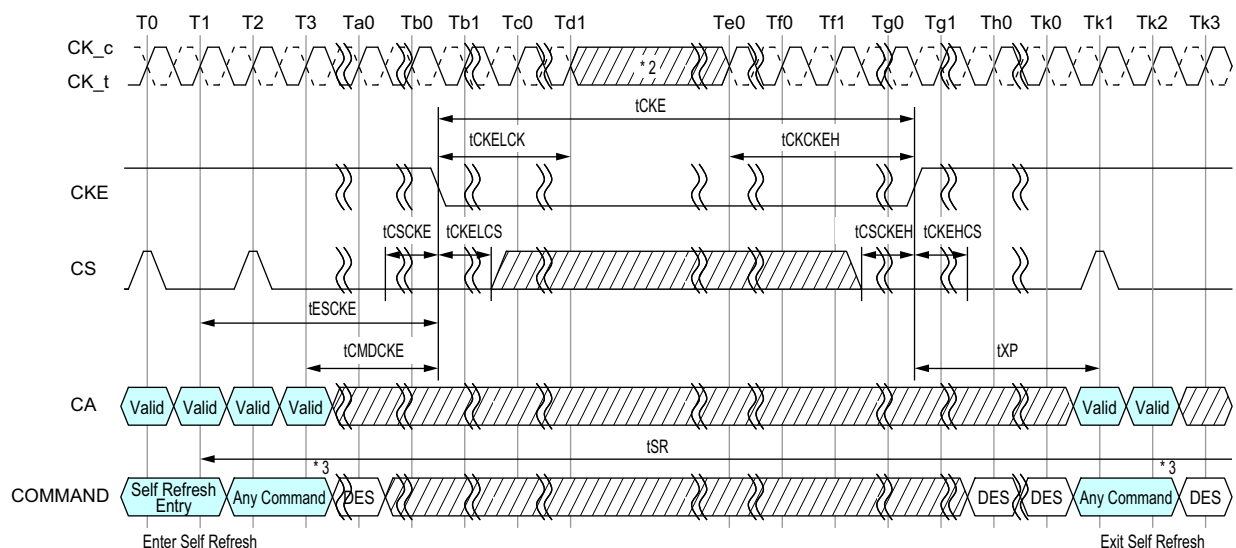 T0 T1 T2 T3 Ta0 Tb0 Tb1 Tc0 Td1 Te0 Tf0 Tf1 Tg0 Tg1 Th0 Tk0 Tk1 Tk2 Tk3
CK_c
* 2
CK_t
tCKE
tCKELCK tCKCKEH
CKE
tCSCKE tCKELCS tCSCKEH tCKEHCS
CS
tESCKE
tCMDCKE tXP
CA Valid Valid Valid Valid Valid Valid
tSR
* 3 * 3
COMMAND Self Refresh Entry Any Command DES DES DES Any Command DES
Enter Self Refresh Exit Self Refresh